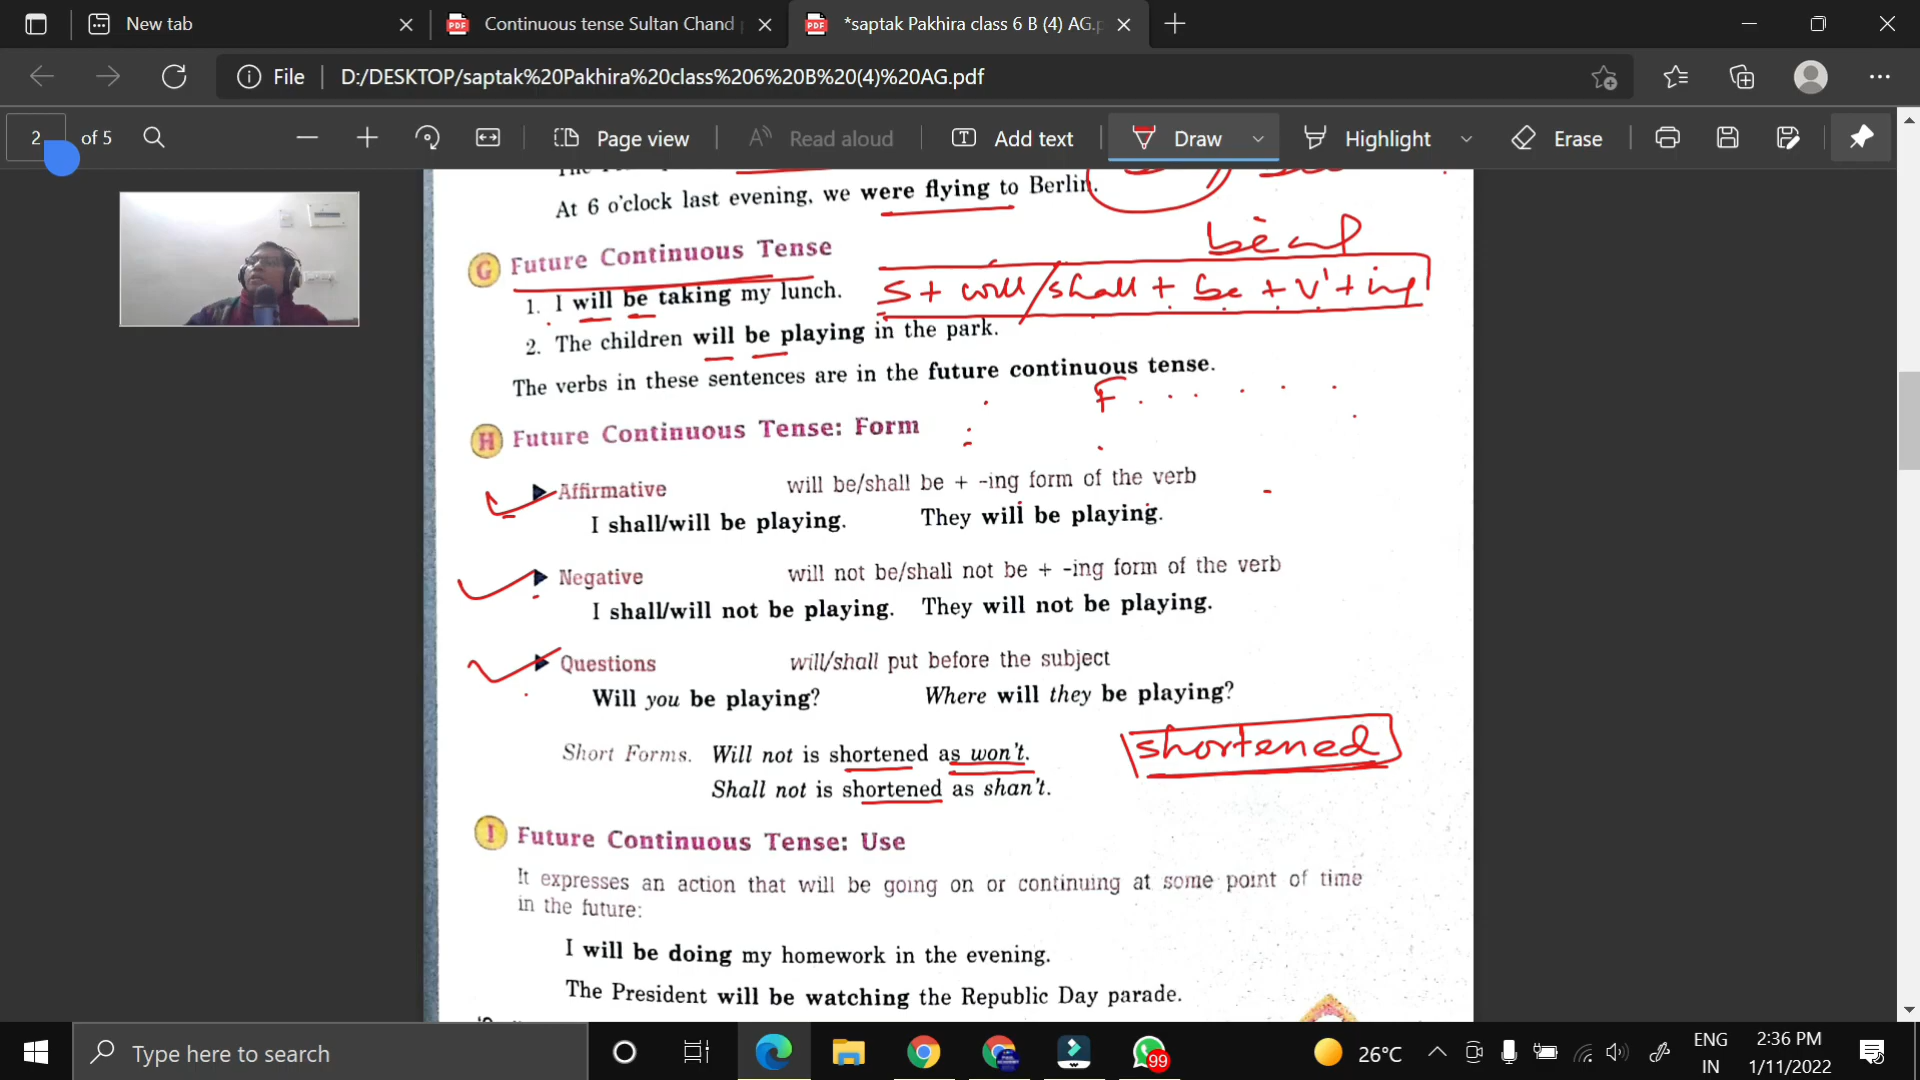 New tab
Continuous tense Sultan Chand
*saptak Pakhira class 6 B (4) AG.p
File
D:/DESKTOP/saptak%20Pakhira%20class%206%20B%20(4)%20AG.pdf
2 of 5
Page view
Read aloud
Add text
Draw
Highlight
Erase
At 6 o'clock last evening, we were flying to Berlin.
G Future Continuous Tense
1. I will be taking my lunch.
S + will/shall + be + V' + ing
2. The children will be playing in the park.
The verbs in these sentences are in the future continuous tense.
F
H Future Continuous Tense: Form
Affirmative will be/shall be + -ing form of the verb
I shall/will be playing. They will be playing.
Negative will not be/shall not be + -ing form of the verb
I shall/will not be playing. They will not be playing.
Questions will/shall put before the subject
Will you be playing? Where will they be playing?
Short Forms. Will not is shortened as won't.
shortened
Shall not is shortened as shan't.
I Future Continuous Tense: Use
It expresses an action that will be going on or continuing at some point of time
in the future:
I will be doing my homework in the evening.
The President will be watching the Republic Day parade.
Type here to search
99
26°C
ENG
IN
2:36 PM
1/11/2022